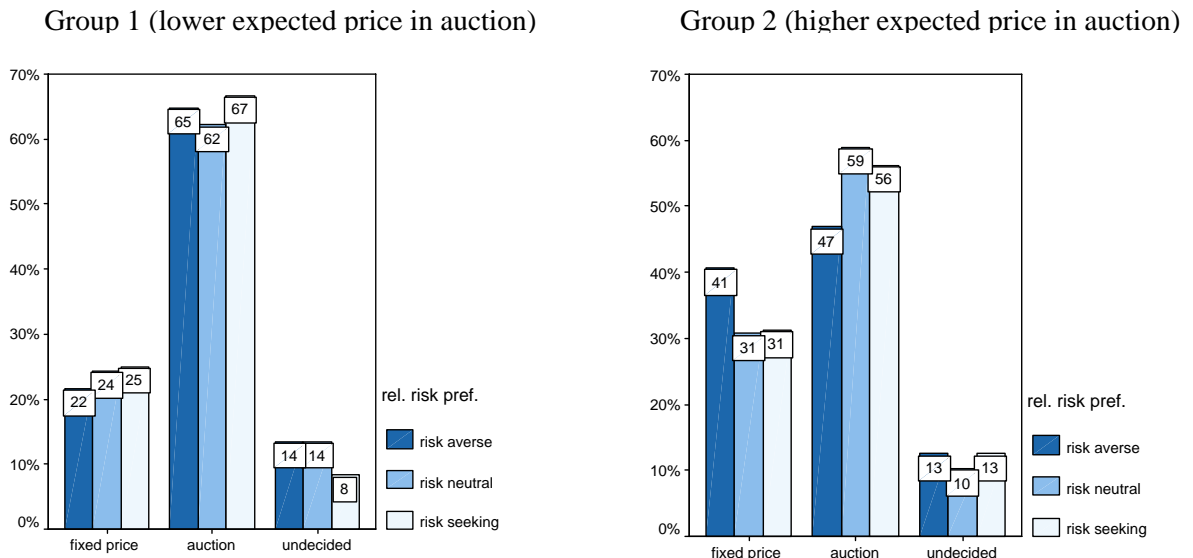 Group 1 (lower expected price in auction)
70%
60%
50%
40%
30%
20%
10%
0%
22
24
25
65
62
67
14
14
8
fixed price
auction
undecided
rel. risk pref.
risk averse
risk neutral
risk seeking
Group 2 (higher expected price in auction)
70%
60%
50%
40%
30%
20%
10%
0%
41
31
31
47
59
56
13
10
13
fixed price
auction
undecided
rel. risk pref.
risk averse
risk neutral
risk seeking